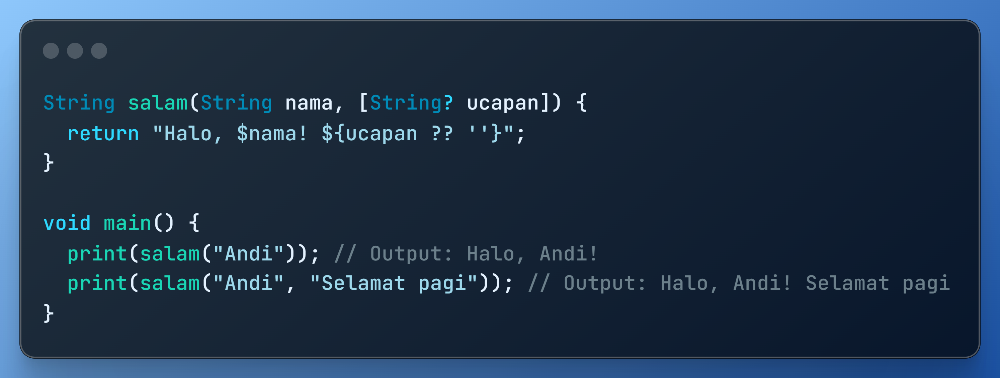 String salam(String nama, [String? ucapan]) {
  return "Halo, $nama! ${ucapan ?? ''}";
}

void main() {
  print(salam("Andi")); // Output: Halo, Andi!
  print(salam("Andi", "Selamat pagi")); // Output: Halo, Andi! Selamat pagi
}